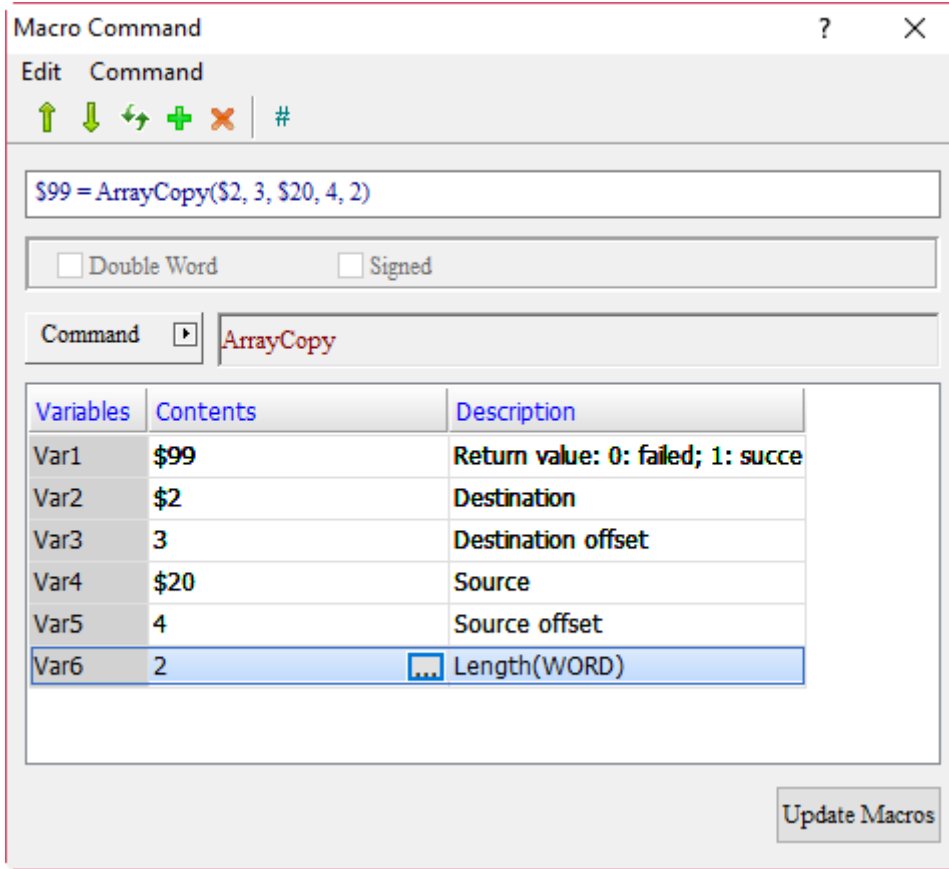 Macro Command ?
Edit Command
#
$99 = ArrayCopy($2, 3, $20, 4, 2)
Double Word Signed
Command ArrayCopy
Variables Contents Description
Var1 $99 Return value: 0: failed; 1: succe
Var2 $2 Destination
Var3 3 Destination offset
Var4 $20 Source
Var5 4 Source offset
Var6 2 ... Length(WORD)
Update Macros